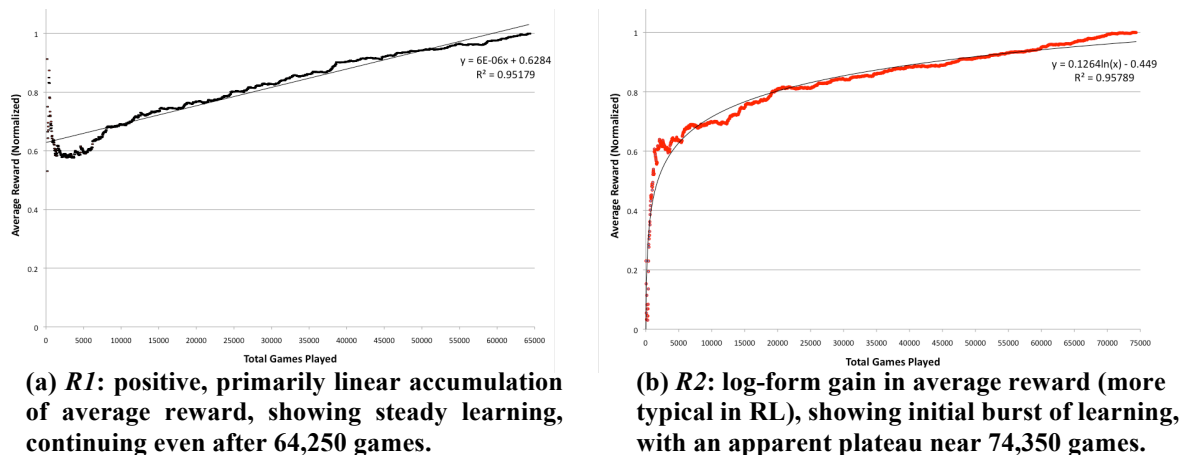 1
0.8
0.6
0.4
0.2
0
Average Reward (Normalized)
y = 6E-06x + 0.6284
R² = 0.95179
0 5000 10000 15000 20000 25000 30000 35000 40000 45000 50000 55000 60000 65000
Total Games Played
(a) R1: positive, primarily linear accumulation
of average reward, showing steady learning,
continuing even after 64,250 games.
1
0.8
0.6
0.4
0.2
0
Average Reward (Normalized)
y = 0.1264ln(x) - 0.449
R² = 0.95789
0 5000 10000 15000 20000 25000 30000 35000 40000 45000 50000 55000 60000 65000 70000 75000
Total Games Played
(b) R2: log-form gain in average reward (more
typical in RL), showing initial burst of learning,
with an apparent plateau near 74,350 games.